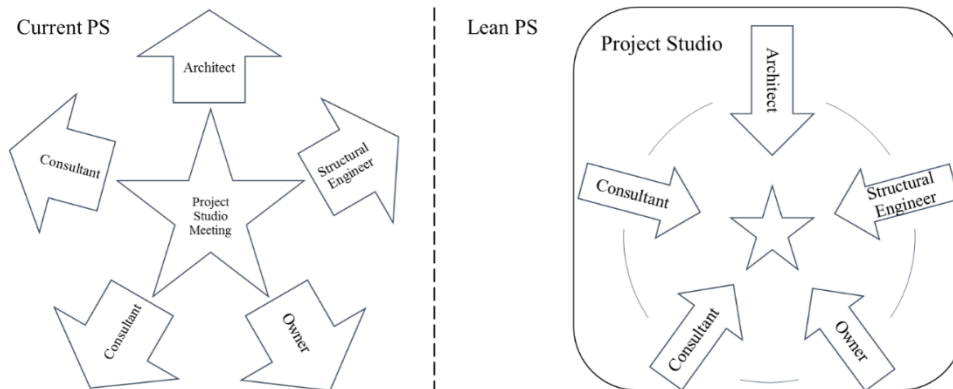 Current PS
Architect
Consultant
Structural
Engineer
Project
Studio
Meeting
Consultant
Owner
Lean PS
Project Studio
Architect
Consultant
Structural
Engineer
Consultant
Owner